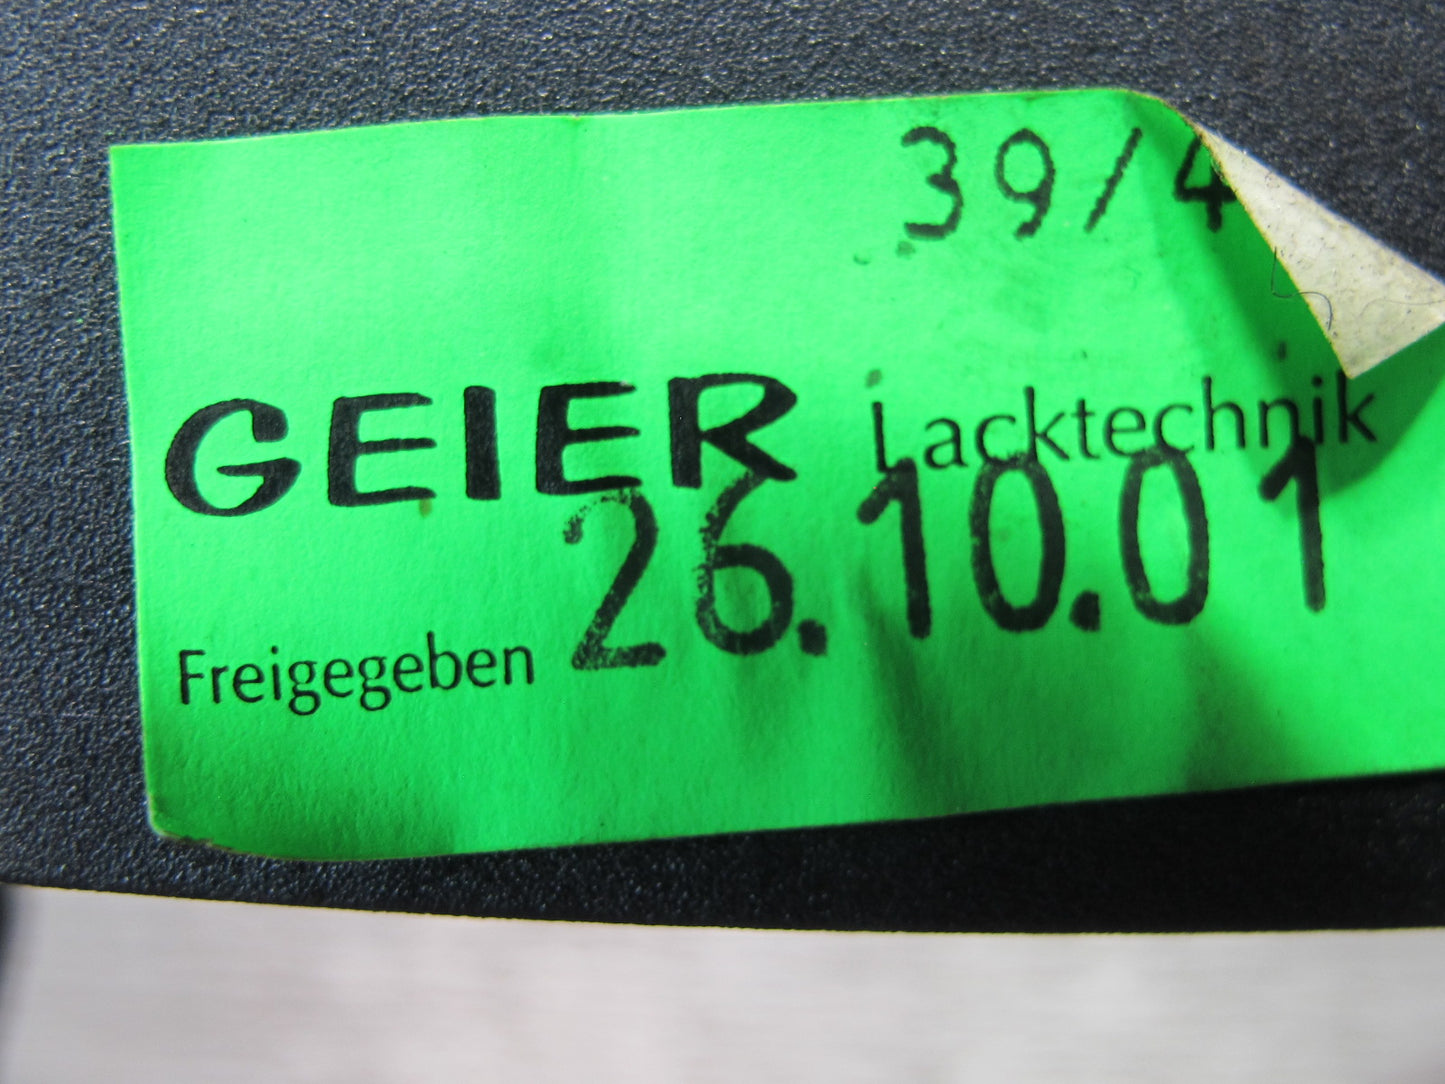 39/4
GEIER Lacktechnik
Freigegeben 26.10.01